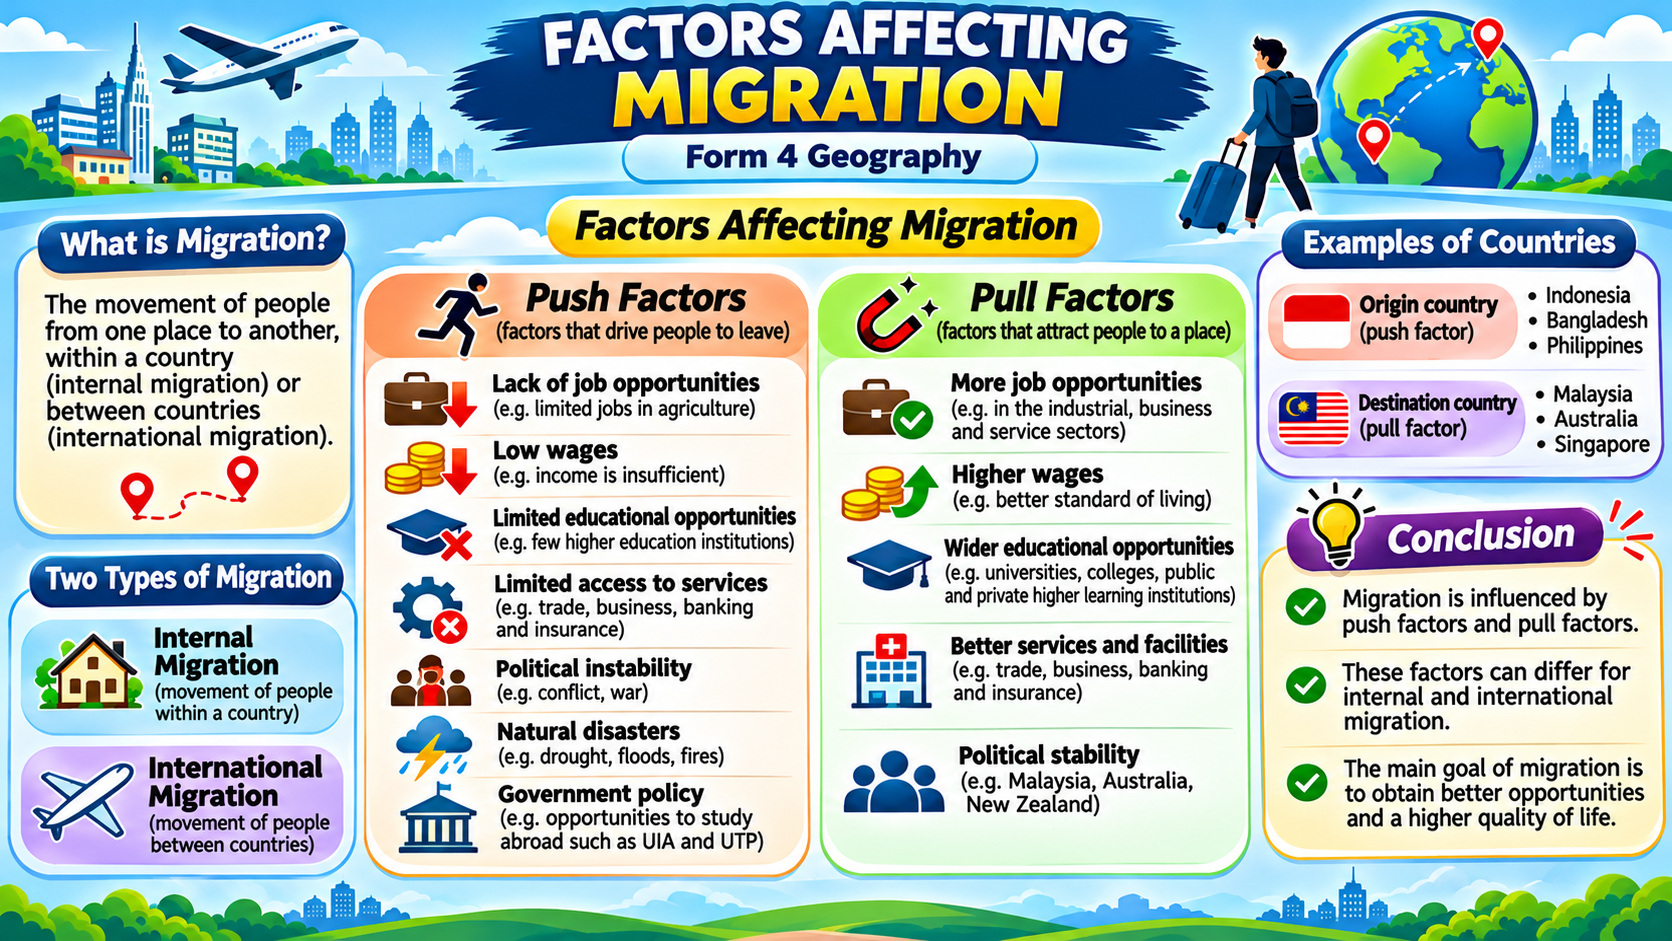 FACTORS AFFECTING
MIGRATION
Form 4 Geography
What is Migration?
The movement of people
from one place to another,
within a country
(internal migration) or
between countries
(international migration).
Two Types of Migration
Internal
Migration
(movement of people
within a country)
International
Migration
(movement of people
between countries)
Factors Affecting Migration
Push Factors
(factors that drive people to leave)
Lack of job opportunities
(e.g. limited jobs in agriculture)
Low wages
(e.g. income is insufficient)
Limited educational opportunities
(e.g. few higher education institutions)
Limited access to services
(e.g. trade, business, banking
and insurance)
Political instability
(e.g. conflict, war)
Natural disasters
(e.g. drought, floods, fires)
Government policy
(e.g. opportunities to study
abroad such as UIA and UTP)
Pull Factors
(factors that attract people to a place)
More job opportunities
(e.g. in the industrial, business
and service sectors)
Higher wages
(e.g. better standard of living)
Wider educational opportunities
(e.g. universities, colleges, public
and private higher learning institutions)
Better services and facilities
(e.g. trade, business, banking
and insurance)
Political stability
(e.g. Malaysia, Australia,
New Zealand)
Examples of Countries
Origin country
(push factor)
• Indonesia
• Bangladesh
• Philippines
Destination country
(pull factor)
• Malaysia
• Australia
• Singapore
Conclusion
Migration is influenced by
push factors and pull factors.
These factors can differ for
internal and international
migration.
The main goal of migration is
to obtain better opportunities
and a higher quality of life.